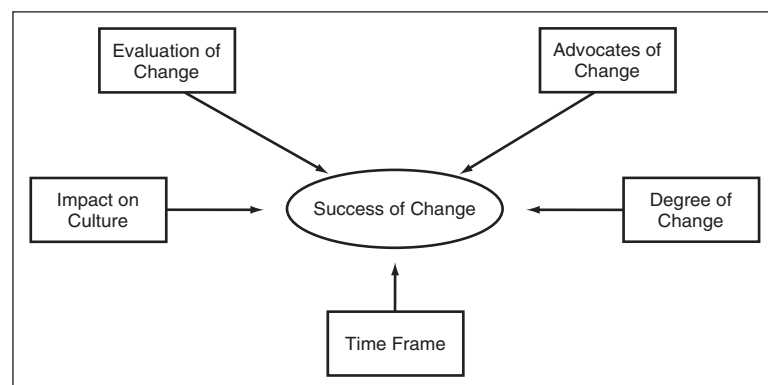 Evaluation of
Change
Advocates of
Change
Impact on
Culture
Success of Change
Degree of
Change
Time Frame